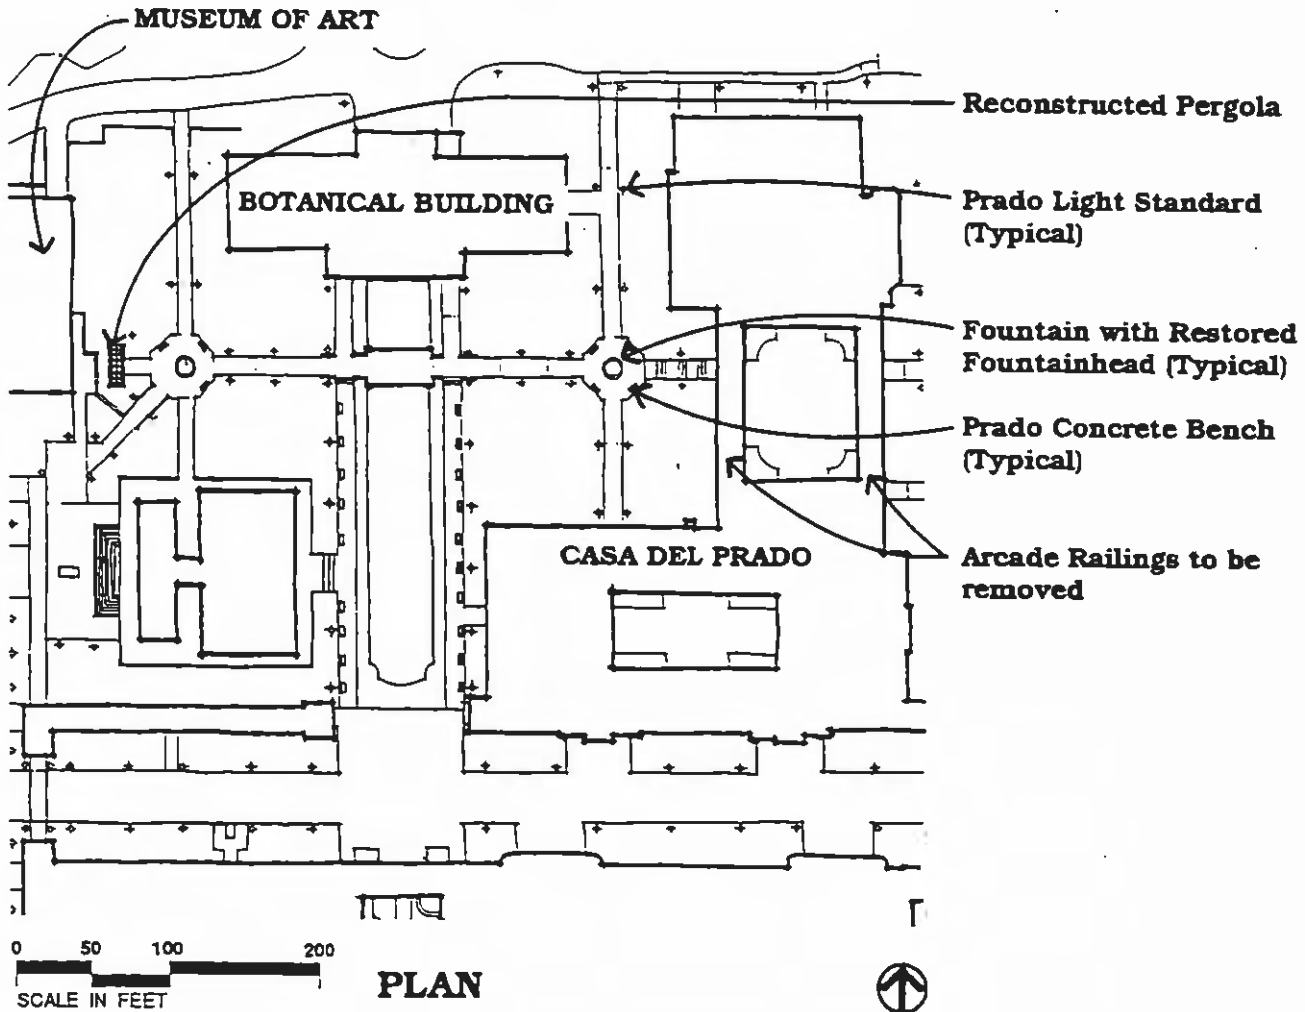 MUSEUM OF ART
Reconstructed Pergola
BOTANICAL BUILDING
Prado Light Standard
(Typical)
Fountain with Restored
Fountainhead (Typical)
Prado Concrete Bench
(Typical)
CASA DEL PRADO
Arcade Railings to be
removed
0 50 100 200
SCALE IN FEET
PLAN